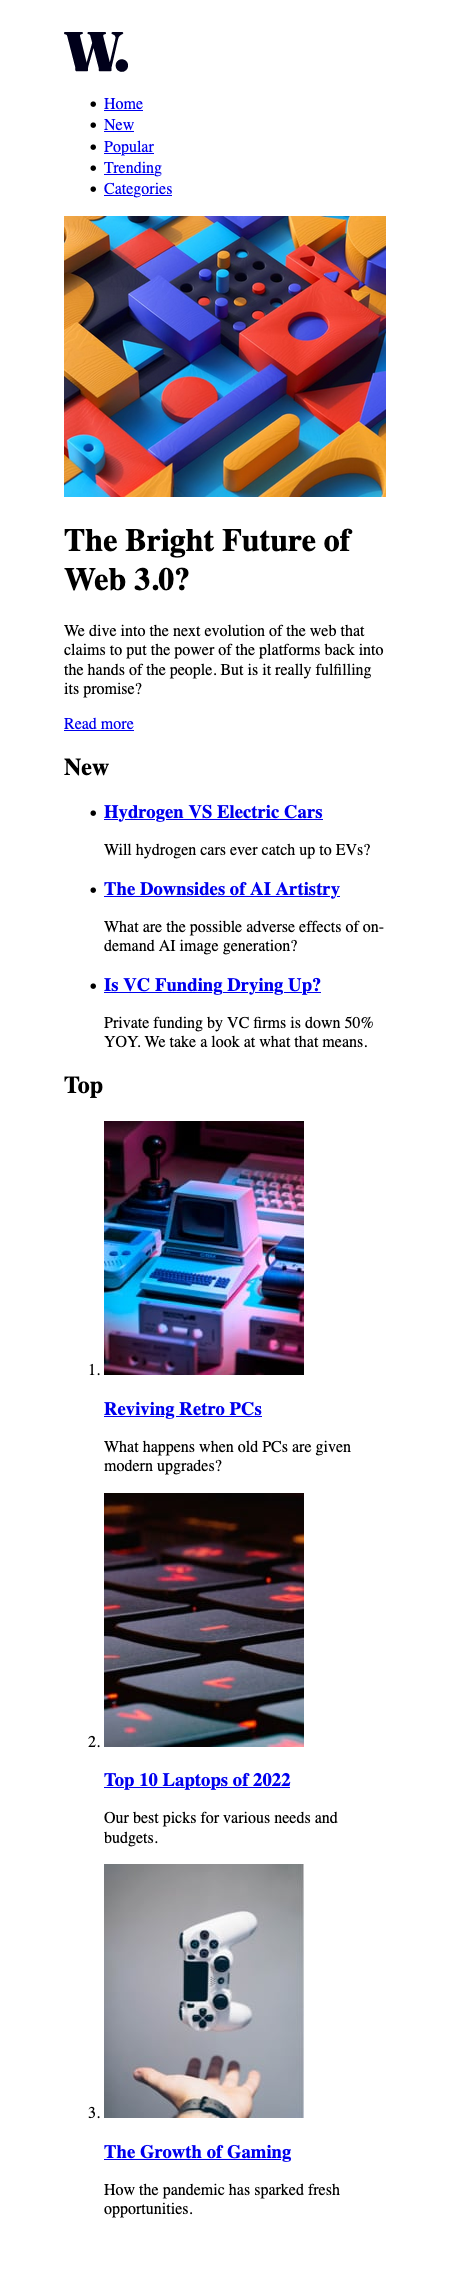 W.
• Home
• New
• Popular
• Trending
• Categories
The Bright Future of
Web 3.0?
We dive into the next evolution of the web that
claims to put the power of the platforms back into
the hands of the people. But is it really fulfilling
its promise?
Read more
New
• Hydrogen VS Electric Cars
Will hydrogen cars ever catch up to EVs?
• The Downsides of AI Artistry
What are the possible adverse effects of on-
demand AI image generation?
• Is VC Funding Drying Up?
Private funding by VC firms is down 50%
YOY. We take a look at what that means.
Top
1.
Reviving Retro PCs
What happens when old PCs are given
modern upgrades?
2.
Top 10 Laptops of 2022
Our best picks for various needs and
budgets.
3.
The Growth of Gaming
How the pandemic has sparked fresh
opportunities.